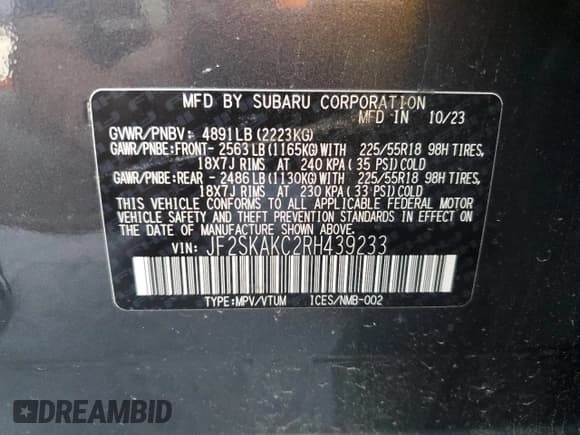 MFD BY SUBARU CORPORATION
MFD IN 10/23
GVWR/PNBV: 4891LB(2223KG)
GAWR/PNBE:FRONT- 2563LB(1165KG)WITH 225/55R18 98H TIRES,
18X7J RIMS AT 240 KPA(35 PSI)COLD
GAWR/PNBE:REAR - 2486LB(1130KG)WITH 225/55R18 98H TIRES,
18X7J RIMS AT 230 KPA(33 PSI)COLD
THIS VEHICLE CONFORMS TO ALL APPLICABLE FEDERAL MOTOR
VEHICLE SAFETY AND THEFT PREVENTION STANDARDS IN EFFECT
ON THE DATE OF MANUFACTURE SHOWN ABOVE.
VIN: JF2SKAKC2RH439233
TYPE:MPV/VTUM ICES/NMB-002
DREAMBID